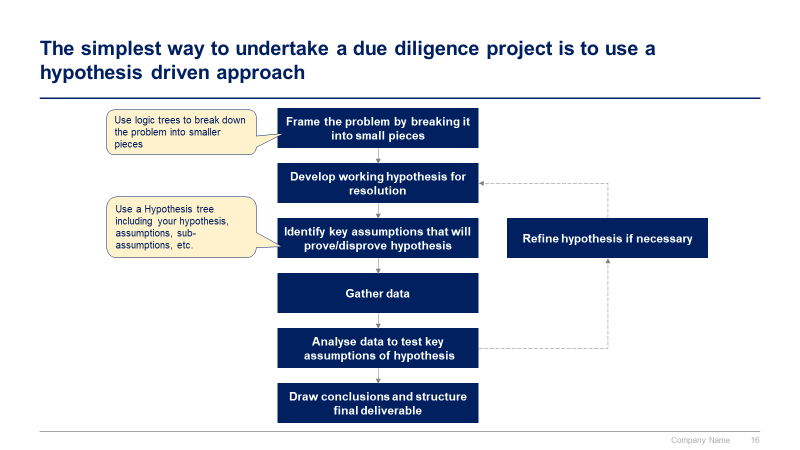 The simplest way to undertake a due diligence project is to use a
hypothesis driven approach
Use logic trees to break down
the problem into smaller
pieces
Frame the problem by breaking it
into small pieces
Develop working hypothesis for
resolution
Use a Hypothesis tree
including your hypothesis,
assumptions, sub-
assumptions, etc.
Identify key assumptions that will
prove/disprove hypothesis
Refine hypothesis if necessary
Gather data
Analyse data to test key
assumptions of hypothesis
Draw conclusions and structure
final deliverable
Company Name 16